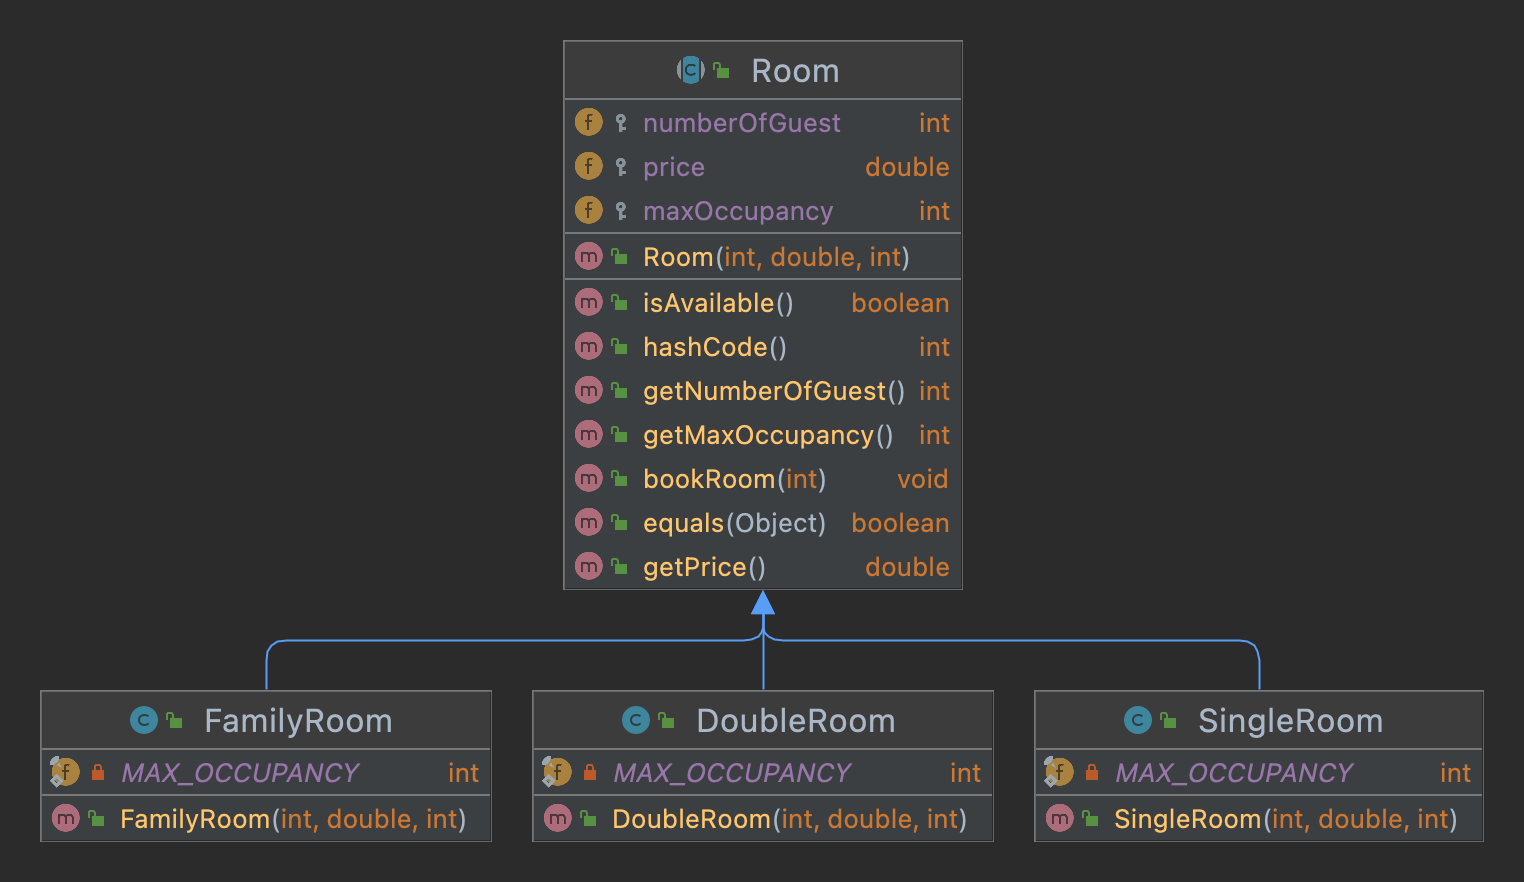 Room
numberOfGuest int
price double
maxOccupancy int
Room(int, double, int)
isAvailable() boolean
hashCode() int
getNumberOfGuest() int
getMaxOccupancy() int
bookRoom(int) void
equals(Object) boolean
getPrice() double
FamilyRoom
MAX_OCCUPANCY int
FamilyRoom(int, double, int)
DoubleRoom
MAX_OCCUPANCY int
DoubleRoom(int, double, int)
SingleRoom
MAX_OCCUPANCY int
SingleRoom(int, double, int)